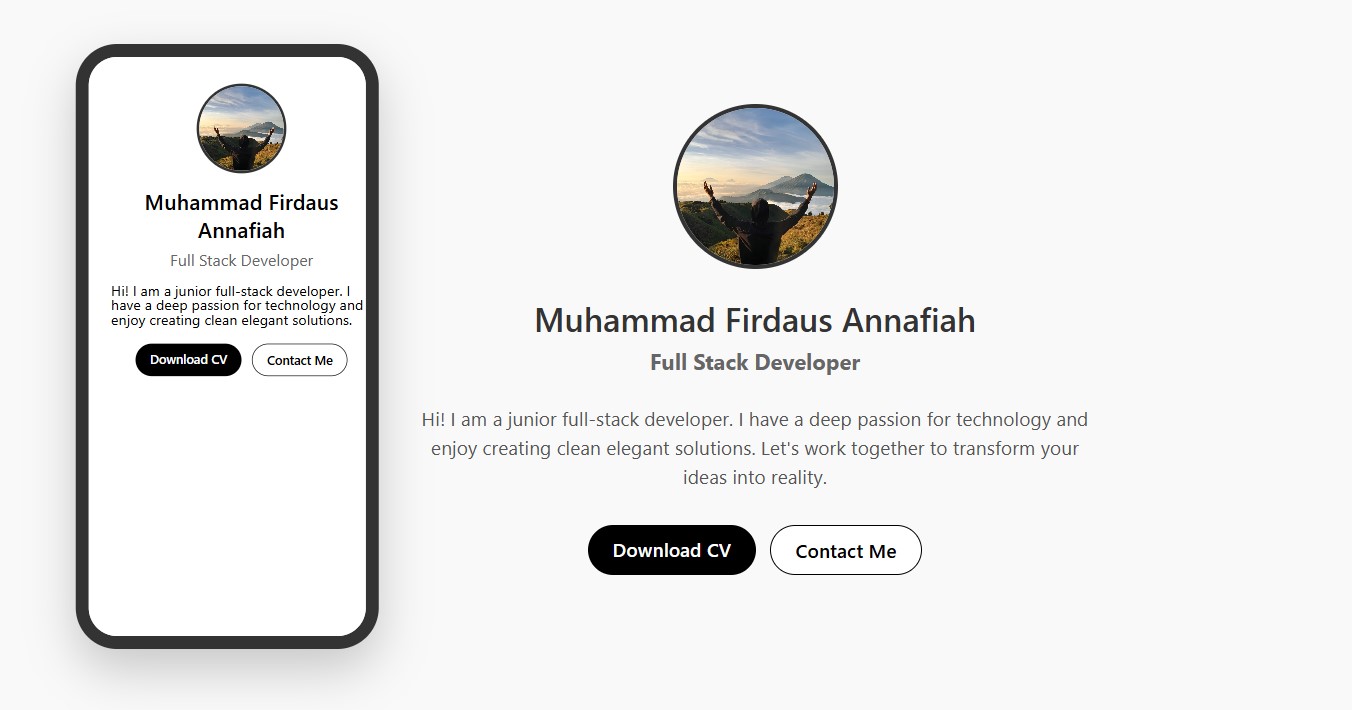 Muhammad Firdaus
Annafiah
Full Stack Developer
Hi! I am a junior full-stack developer. I
have a deep passion for technology and
enjoy creating clean elegant solutions.
Download CV
Contact Me
Muhammad Firdaus Annafiah
Full Stack Developer
Hi! I am a junior full-stack developer. I have a deep passion for technology and
enjoy creating clean elegant solutions. Let's work together to transform your
ideas into reality.
Download CV
Contact Me